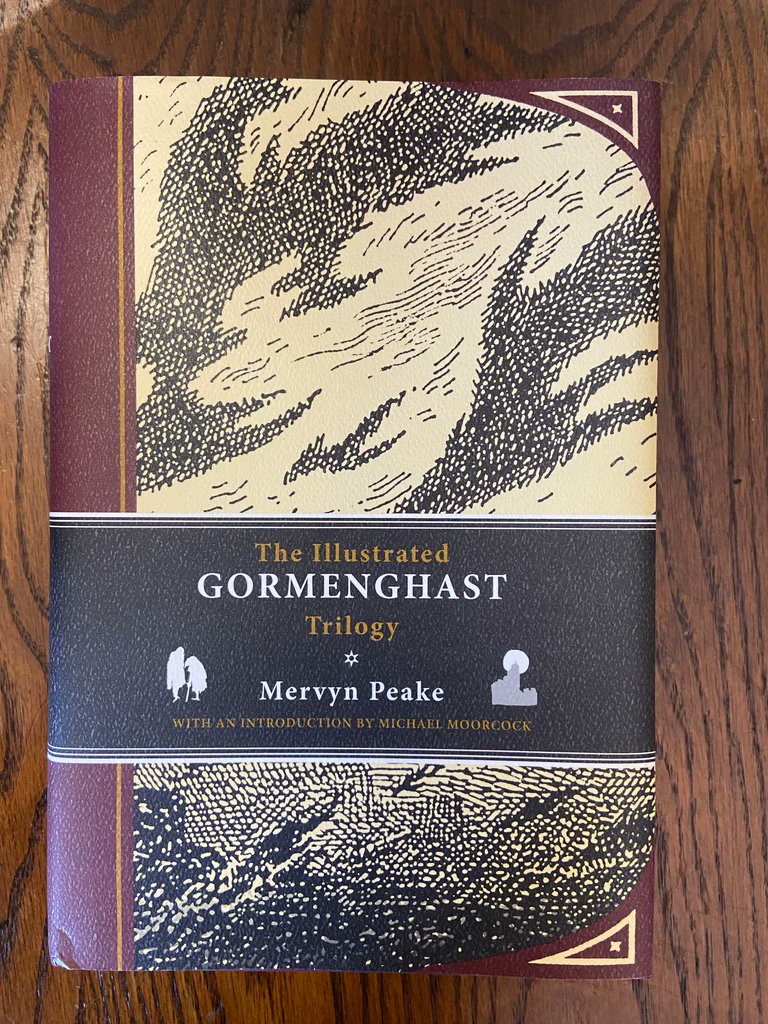 The Illustrated
GORMENGHAST
Trilogy
Mervyn Peake
WITH AN INTRODUCTION BY MICHAEL MOORCOCK